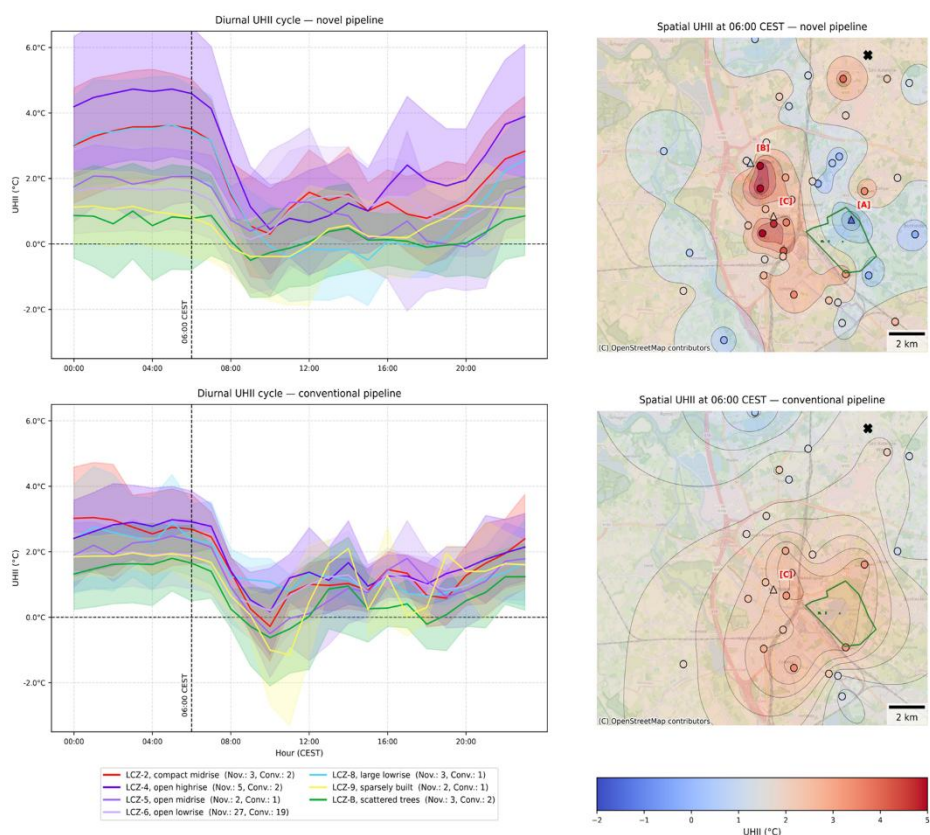 Diurnal UHII cycle — novel pipeline
6.0°C
4.0°C
2.0°C
0.0°C
-2.0°C
UHII (°C)
06:00 CEST
00:00 04:00 08:00 12:00 16:00 20:00
Spatial UHII at 06:00 CEST — novel pipeline
[B]
[C]
[A]
(C) OpenStreetMap contributors
2 km
Diurnal UHII cycle — conventional pipeline
6.0°C
4.0°C
2.0°C
0.0°C
-2.0°C
UHII (°C)
06:00 CEST
00:00 04:00 08:00 12:00 16:00 20:00
Hour (CEST)
Spatial UHII at 06:00 CEST — conventional pipeline
[C]
(C) OpenStreetMap contributors
2 km
LCZ-2, compact midrise (Nov.: 3, Conv.: 2)
LCZ-4, open highrise (Nov.: 5, Conv.: 2)
LCZ-5, open midrise (Nov.: 2, Conv.: 1)
LCZ-6, open lowrise (Nov.: 27, Conv.: 19)
LCZ-8, large lowrise (Nov.: 3, Conv.: 1)
LCZ-9, sparsely built (Nov.: 2, Conv.: 1)
LCZ-B, scattered trees (Nov.: 3, Conv.: 2)
−2 −1 0 1 2 3 4 5
UHII (°C)